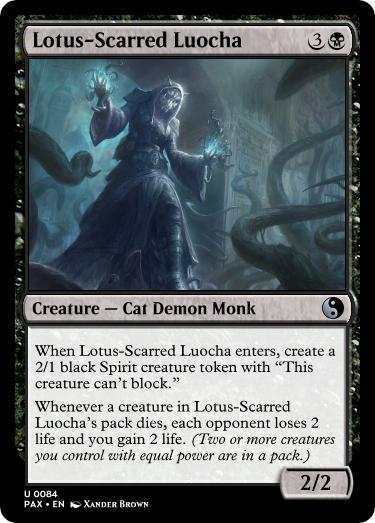 Lotus-Scarred Luocha 3
Creature — Cat Demon Monk
When Lotus-Scarred Luocha enters, create a
2/1 black Spirit creature token with “This
creature can’t block.”
Whenever a creature in Lotus-Scarred
Luocha’s pack dies, each opponent loses 2
life and you gain 2 life. (Two or more creatures
you control with equal power are in a pack.)
2/2
U 0084
PAX • EN Xander Brown